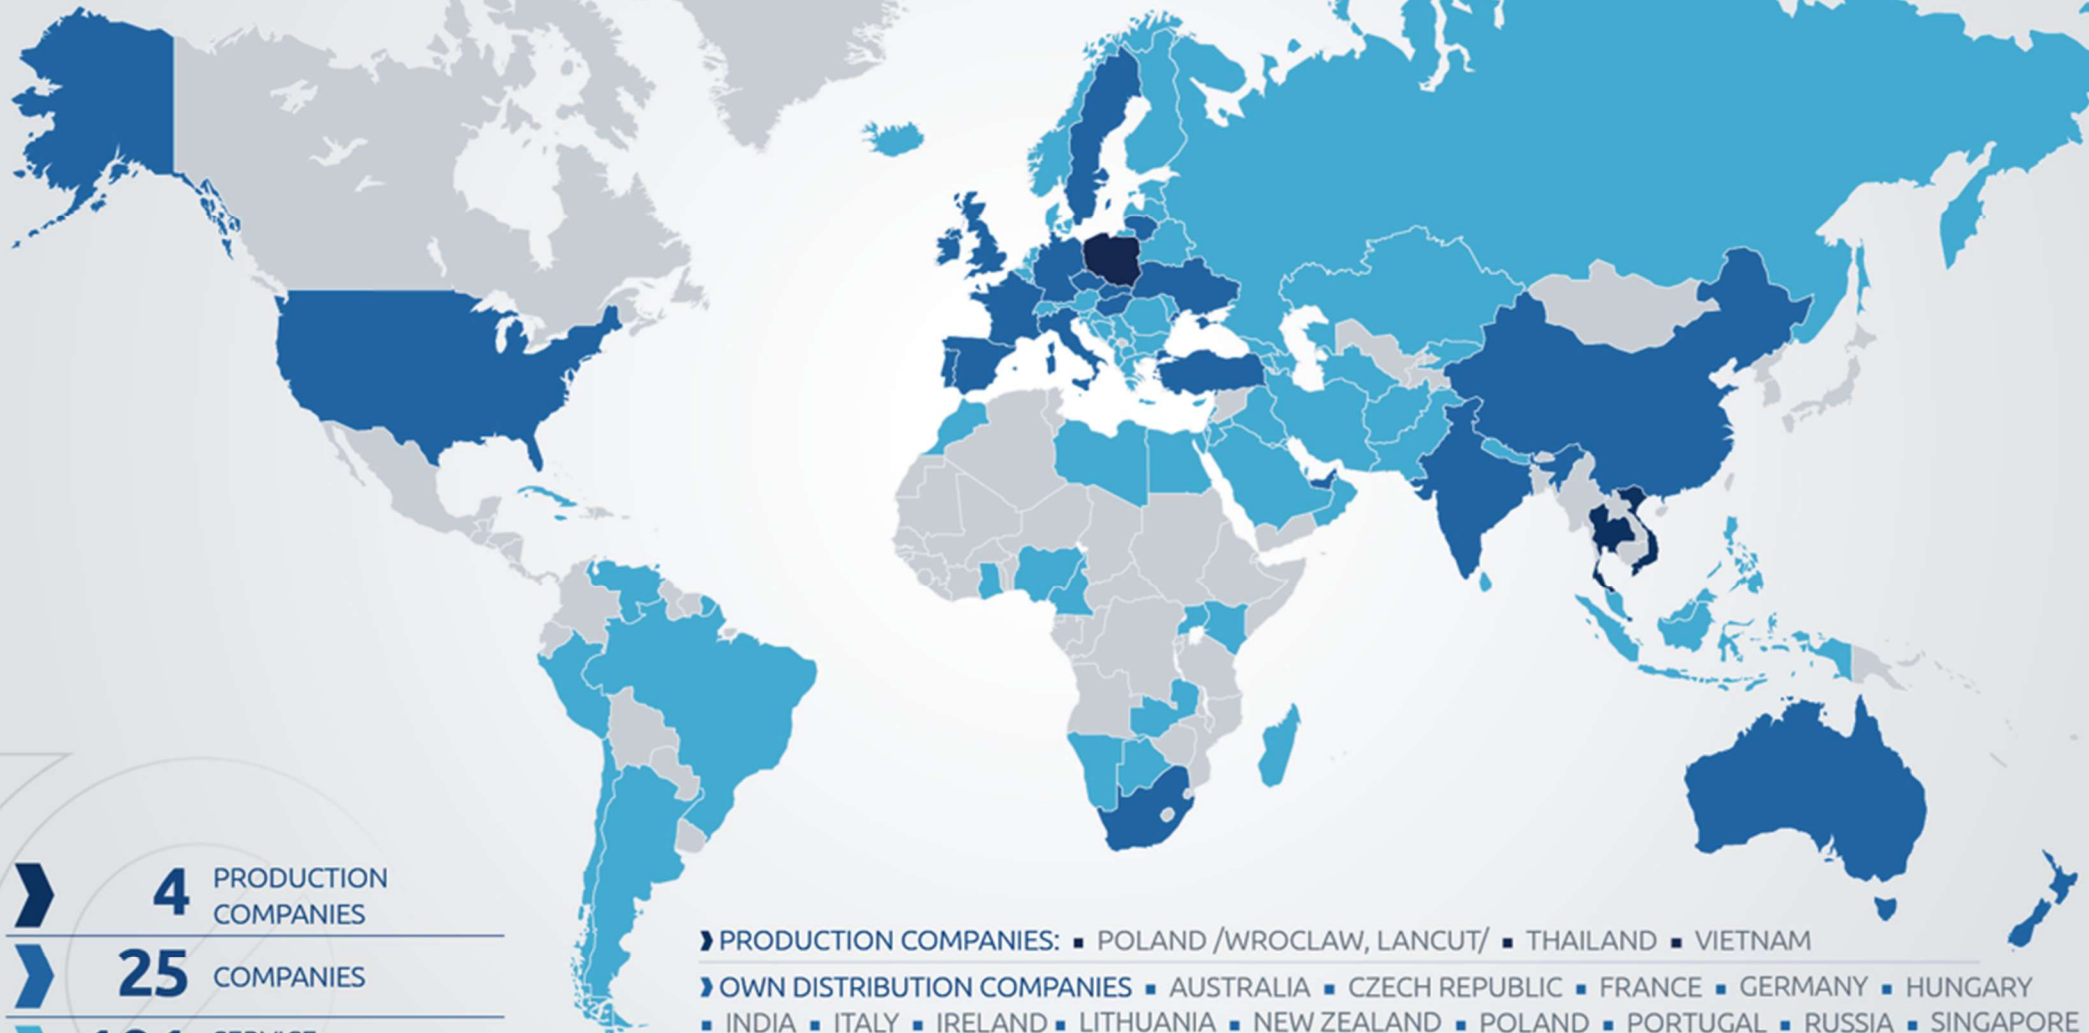 4 PRODUCTION
COMPANIES
25 COMPANIES
SERVICE
PRODUCTION COMPANIES: ▪ POLAND /WROCLAW, LANCUT/ ▪ THAILAND ▪ VIETNAM
OWN DISTRIBUTION COMPANIES ▪ AUSTRALIA ▪ CZECH REPUBLIC ▪ FRANCE ▪ GERMANY ▪ HUNGARY
▪ INDIA ▪ ITALY ▪ IRELAND ▪ LITHUANIA ▪ NEW ZEALAND ▪ POLAND ▪ PORTUGAL ▪ RUSSIA ▪ SINGAPORE